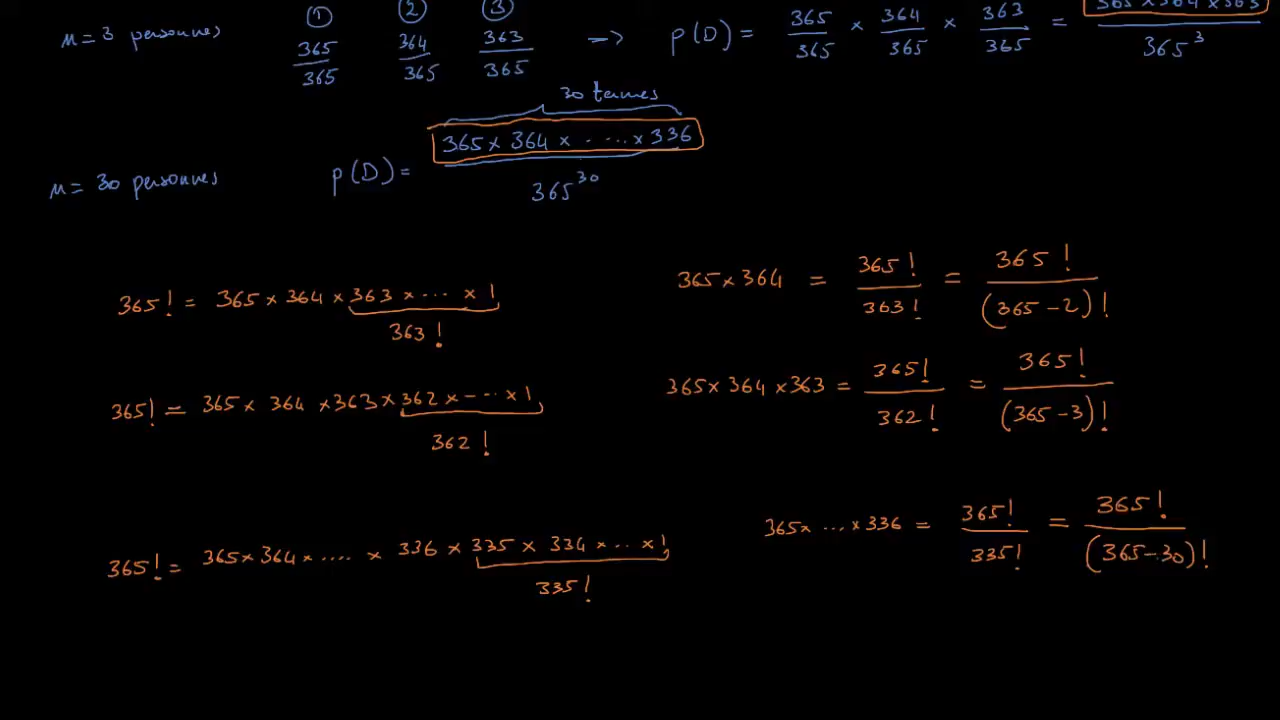 ① ② ③
n = 3 personnes 365/365 364/365 363/365 → p(D) = 365/365 × 364/365 × 363/365 = 365×364×363/365³
30 termes
n = 30 personnes p(D) = 365 × 364 × ..... × 336/365³⁰
365! = 365 × 364 × 363 × ... × 1
363!
365 × 364 = 365!/363! = 365!/(365-2)!
365! = 365 × 364 × 363 × 362 × ... × 1
362!
365 × 364 × 363 = 365!/362! = 365!/(365-3)!
365! = 365 × 364 × .... × 336 × 335 × 334 × ... × 1
335!
365 × ... × 336 = 365!/335! = 365!/(365-30)!